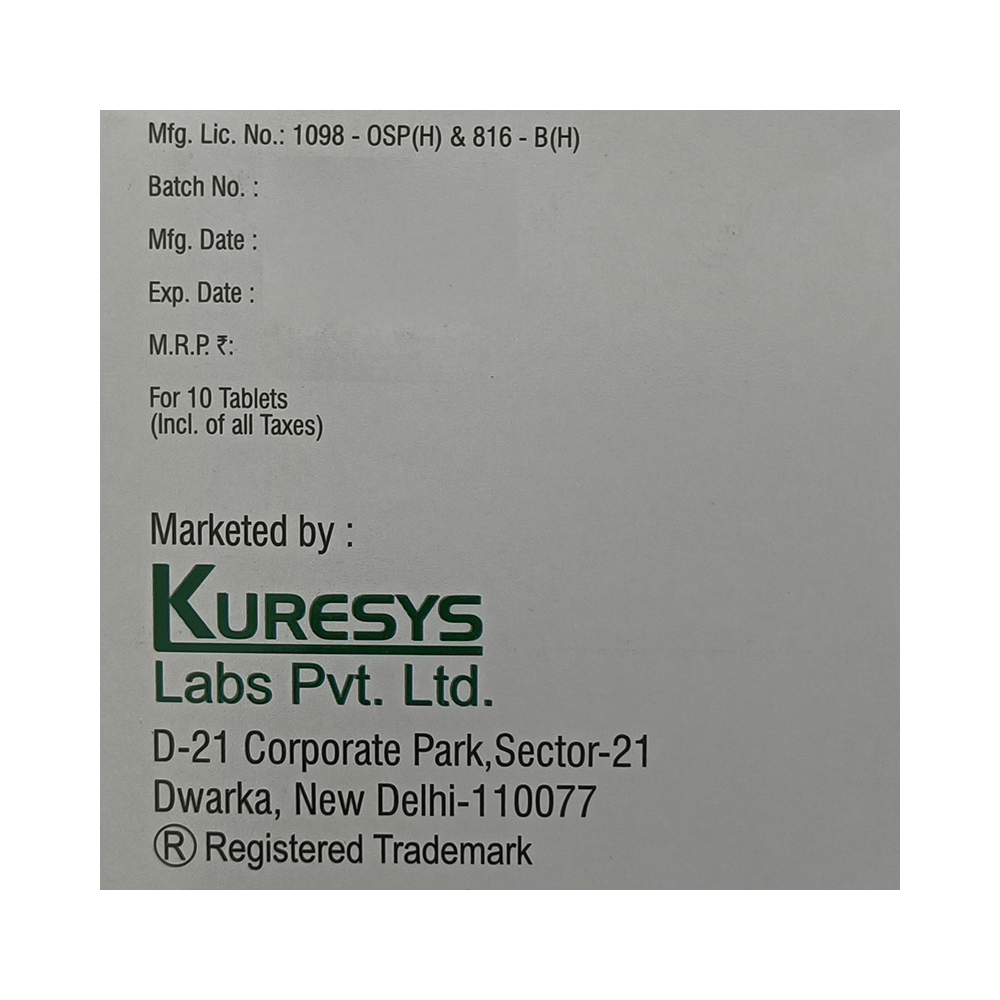 Mfg. Lic. No.: 1098 - OSP(H) & 816 - B(H)
Batch No. :
Mfg. Date :
Exp. Date :
M.R.P. ₹:
For 10 Tablets
(Incl. of all Taxes)
Marketed by :
KURESYS
Labs Pvt. Ltd.
D-21 Corporate Park,Sector-21
Dwarka, New Delhi-110077
® Registered Trademark